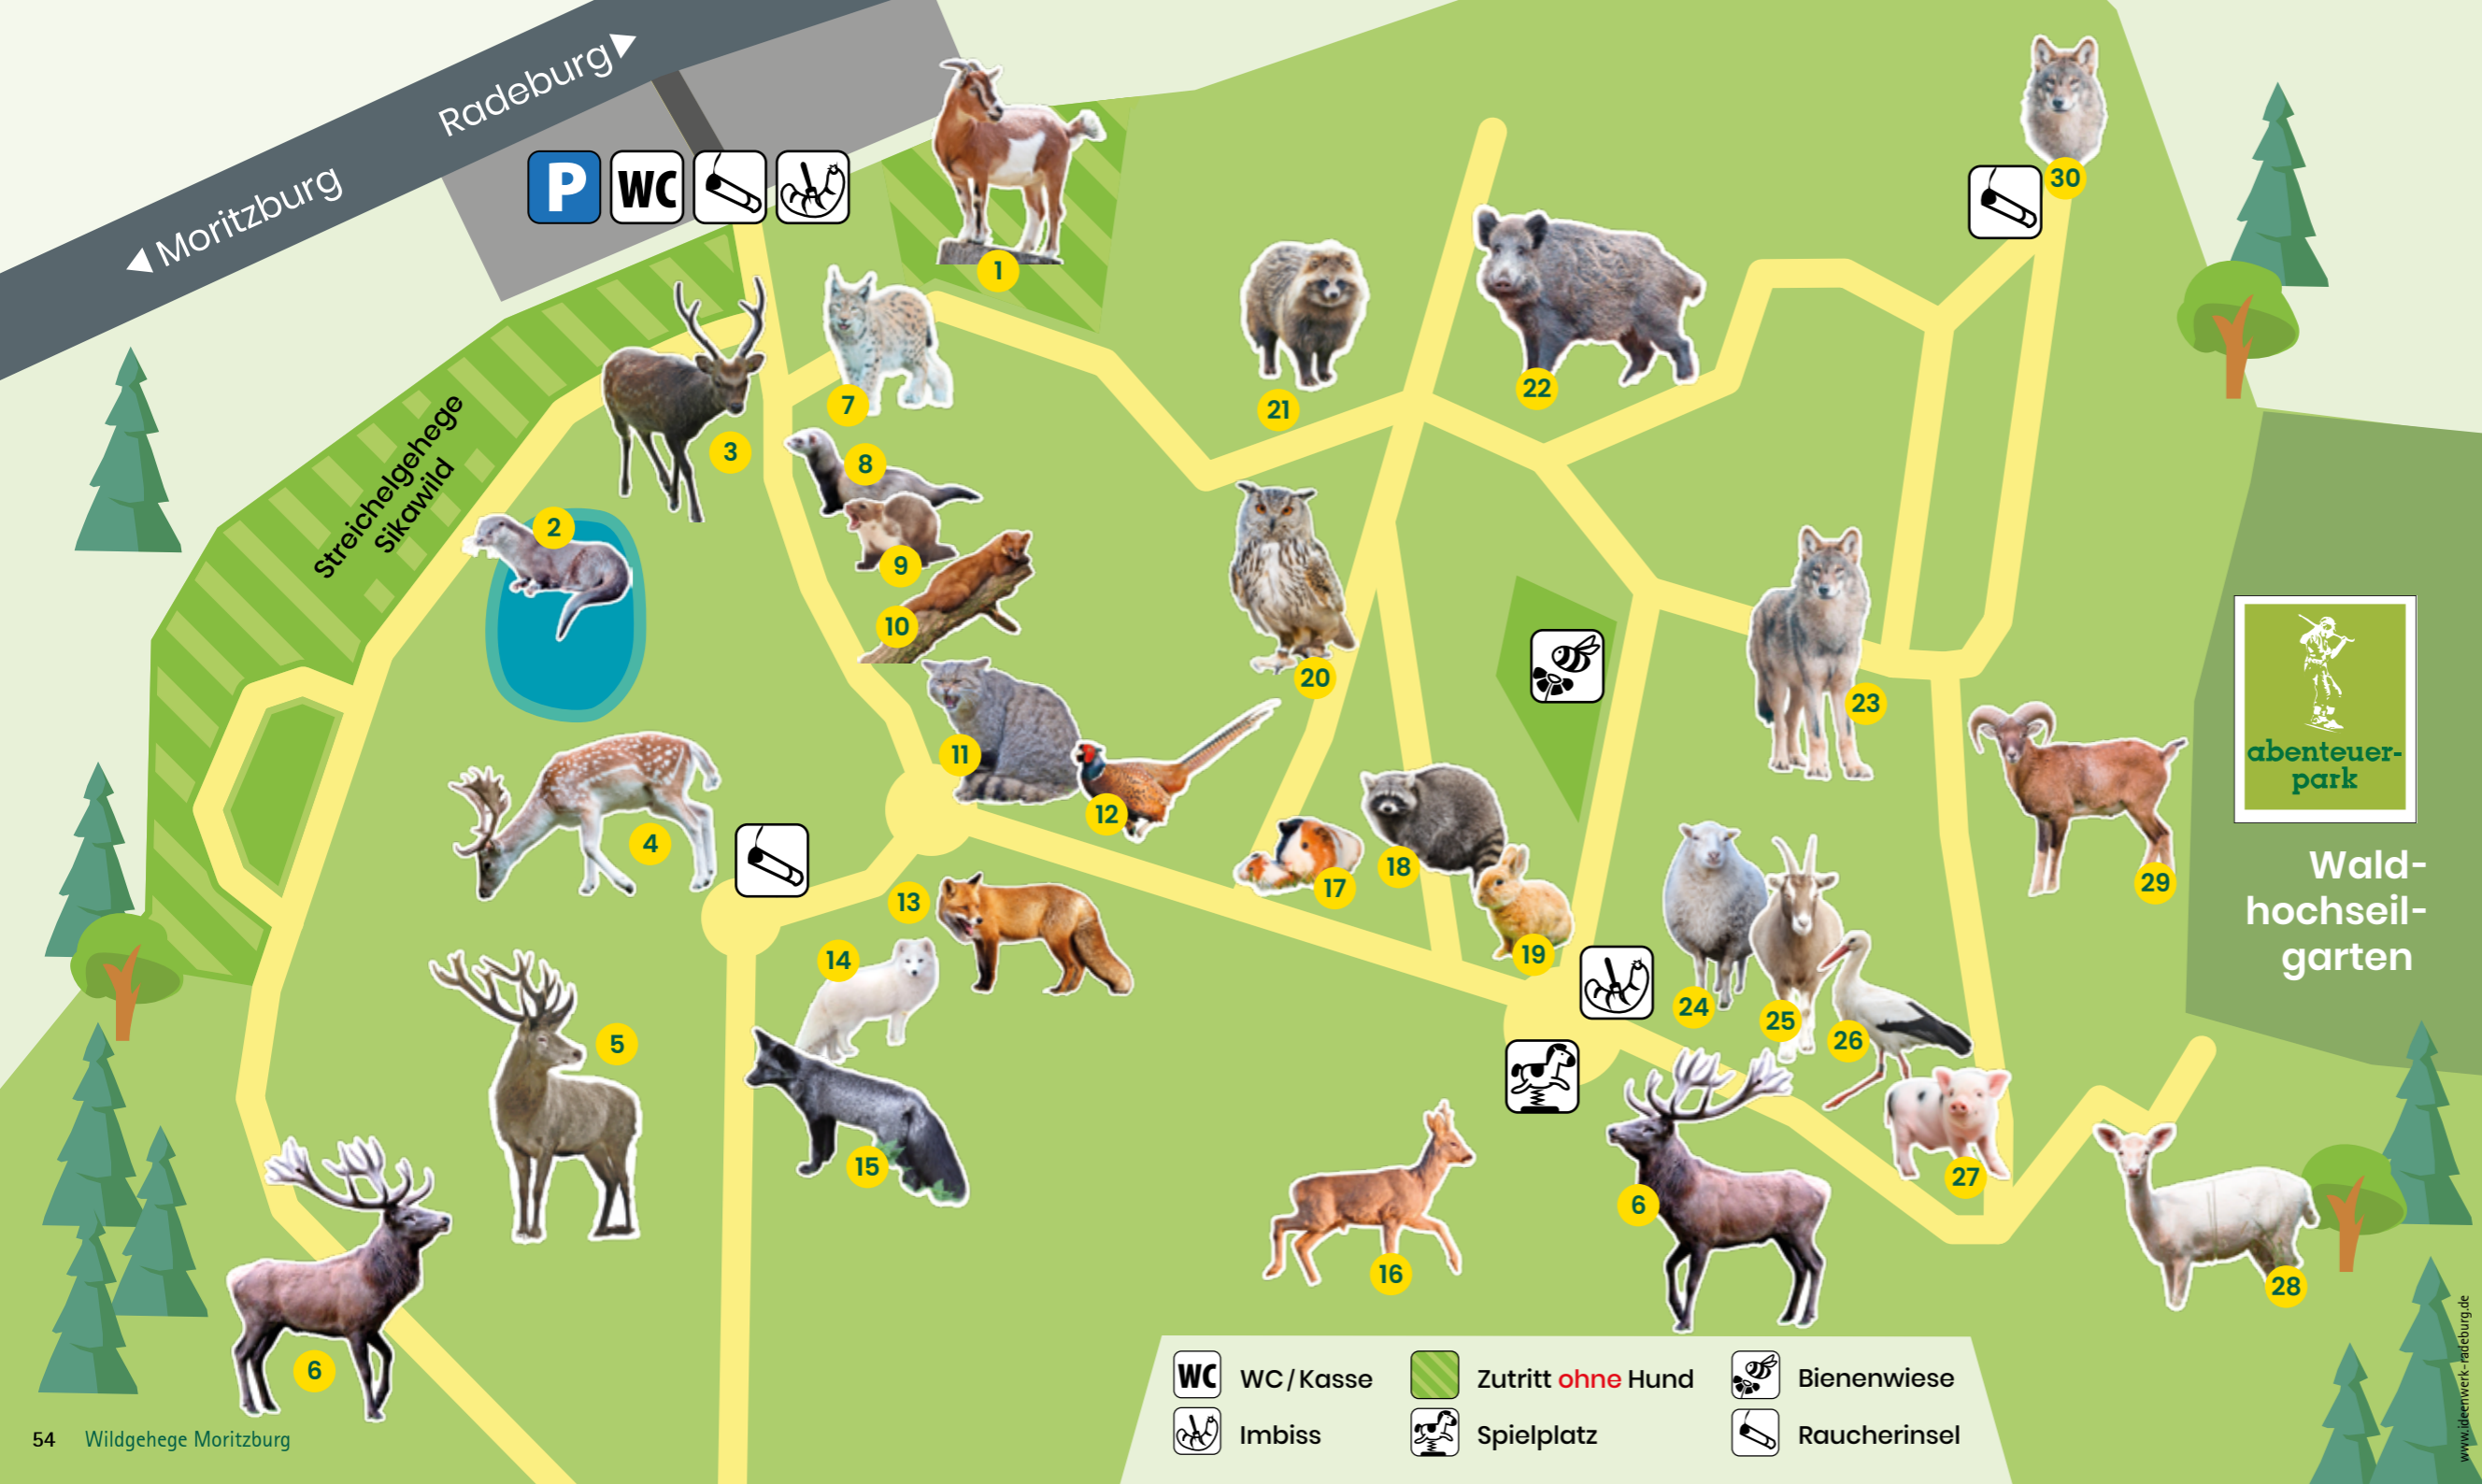 Radeburg
Moritzburg
P
WC
1
30
Streichelgehege
Sikawild
2
3
7
8
9
10
21
22
20
23
11
12
4
13
14
17
18
19
24
25
26
29
5
15
16
6
27
28
6
abenteuer-
park
Wald-
hochseil-
garten
WC
WC/Kasse
Zutritt ohne Hund
Bienenwiese
Imbiss
Spielplatz
Raucherinsel
54 Wildgehege Moritzburg
www.ideenwerk-radeburg.de